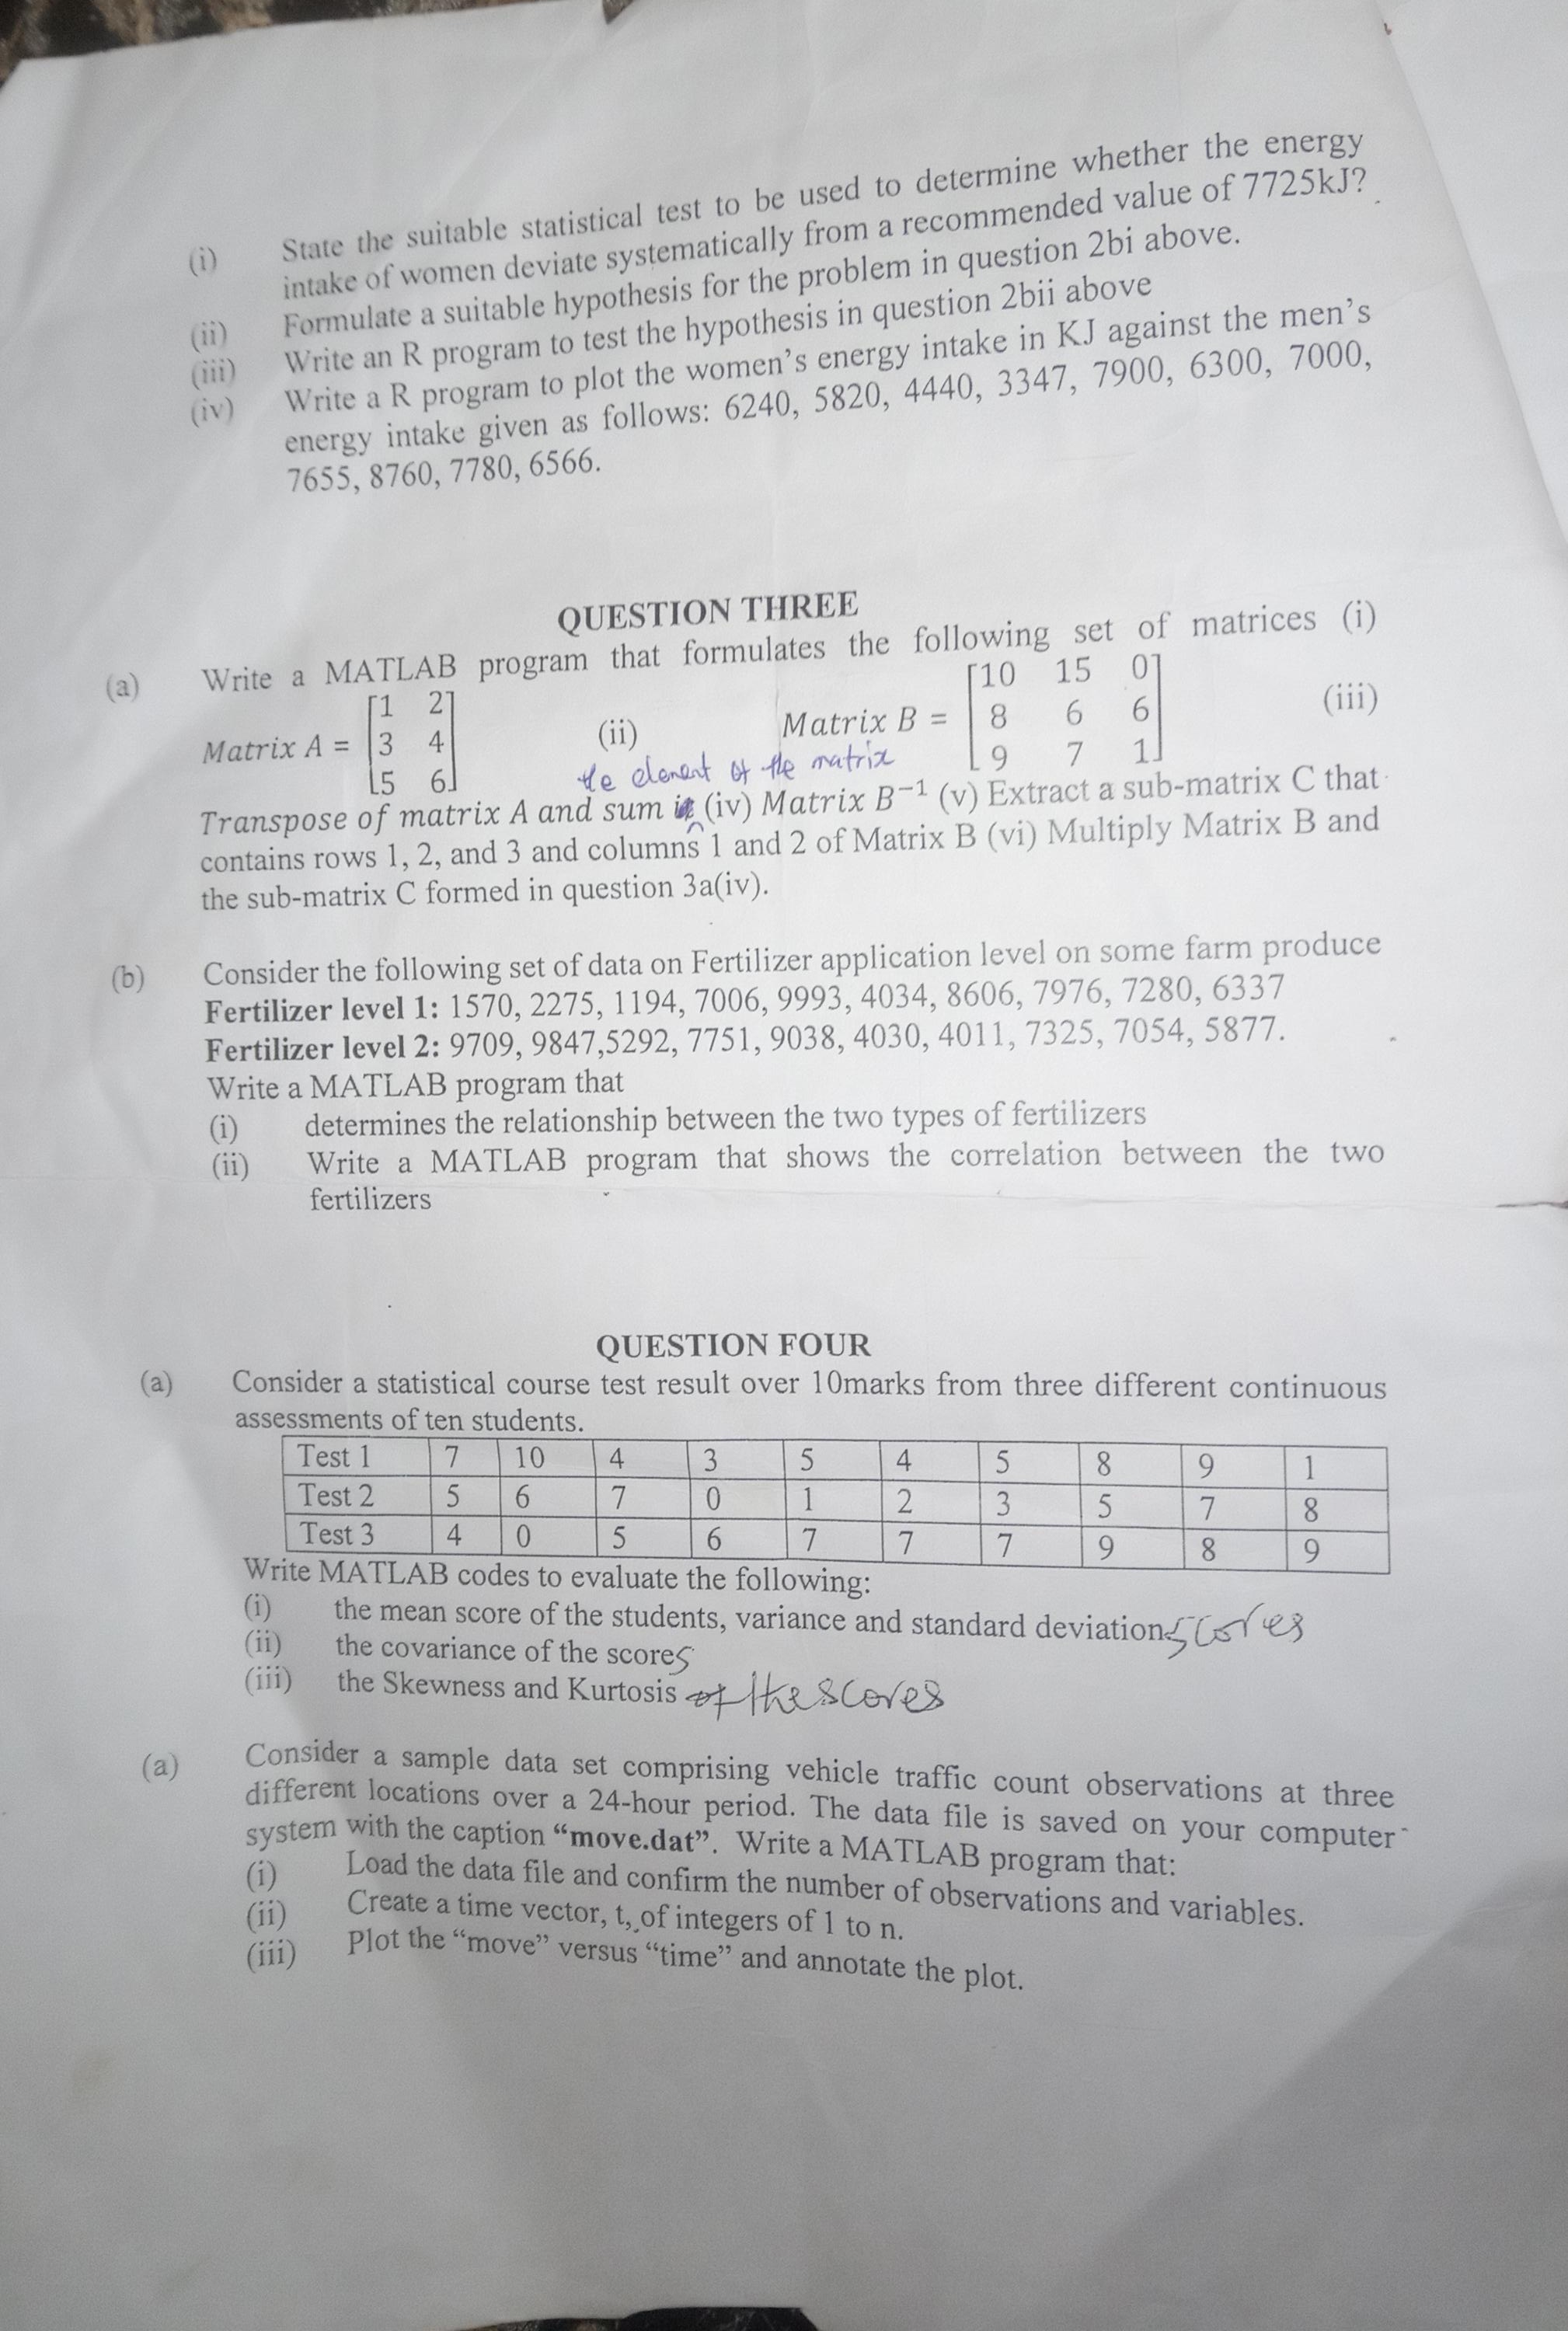 (i) State the suitable statistical test to be used to determine whether the energy
intake of women deviate systematically from a recommended value of 7725kJ?
(ii) Formulate a suitable hypothesis for the problem in question 2bi above.
(iii) Write an R program to test the hypothesis in question 2bii above
(iv) Write a R program to plot the women's energy intake in KJ against the men's
energy intake given as follows: 6240, 5820, 4440, 3347, 7900, 6300, 7000,
7655, 8760, 7780, 6566.
QUESTION THREE
(a) Write a MATLAB program that formulates the following set of matrices (i)
Matrix A = [1 2; 3 4; 5 6] (ii) Matrix B = [10 15 0; 8 6 6; 9 7 1] (iii)
the element of the matrix
Transpose of matrix A and sum (iv) Matrix B⁻¹ (v) Extract a sub-matrix C that
contains rows 1, 2, and 3 and columns 1 and 2 of Matrix B (vi) Multiply Matrix B and
the sub-matrix C formed in question 3a(iv).
(b) Consider the following set of data on Fertilizer application level on some farm produce
Fertilizer level 1: 1570, 2275, 1194, 7006, 9993, 4034, 8606, 7976, 7280, 6337
Fertilizer level 2: 9709, 9847,5292, 7751, 9038, 4030, 4011, 7325, 7054, 5877.
Write a MATLAB program that
(i) determines the relationship between the two types of fertilizers
(ii) Write a MATLAB program that shows the correlation between the two
fertilizers
QUESTION FOUR
(a) Consider a statistical course test result over 10marks from three different continuous
assessments of ten students.
Test 1 7 10 4 3 5 4 5 8 9 1
Test 2 5 6 7 0 1 2 3 5 7 8
Test 3 4 0 5 6 7 7 7 9 8 9
Write MATLAB codes to evaluate the following:
(i) the mean score of the students, variance and standard deviation scores
(ii) the covariance of the scores
(iii) the Skewness and Kurtosis of the scores
(a) Consider a sample data set comprising vehicle traffic count observations at three
different locations over a 24-hour period. The data file is saved on your computer
system with the caption "move.dat". Write a MATLAB program that:
(i) Load the data file and confirm the number of observations and variables.
(ii) Create a time vector, t, of integers of 1 to n.
(iii) Plot the "move" versus "time" and annotate the plot.